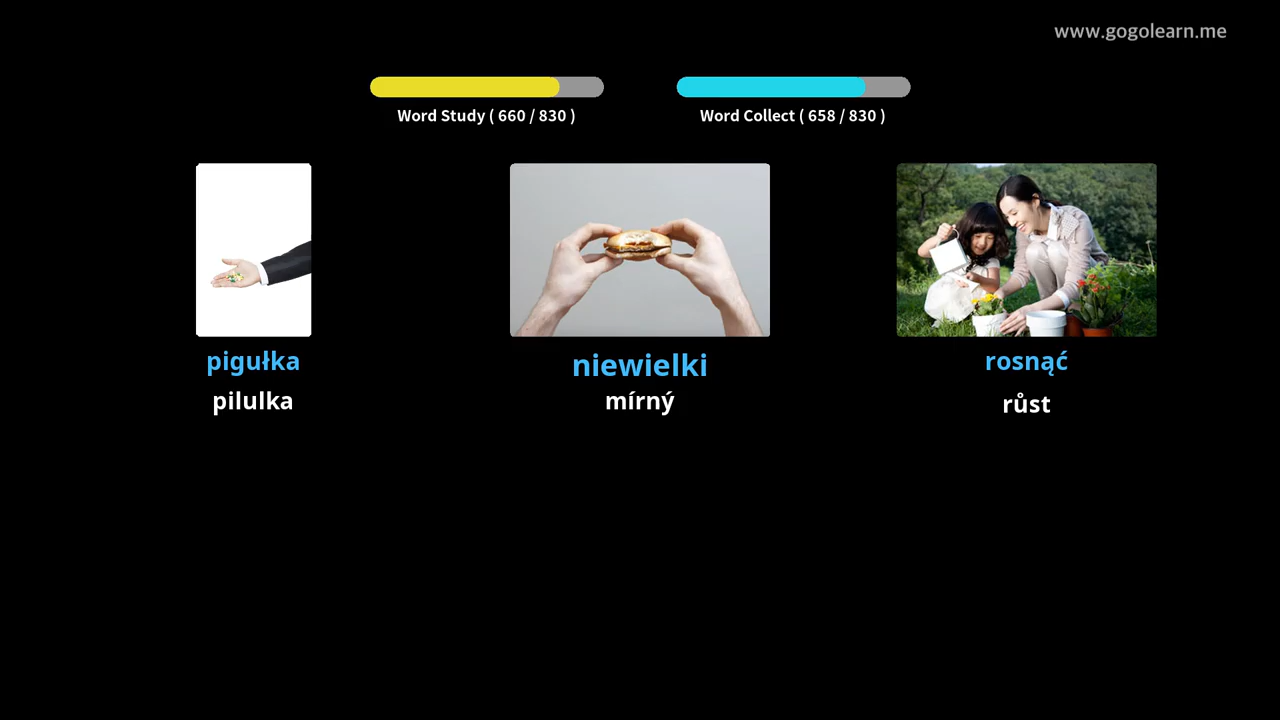 www.gogolearn.me
Word Study ( 660 / 830 )
Word Collect ( 658 / 830 )
pigułka
niewielki
rosnąć
pilulka
mírný
růst